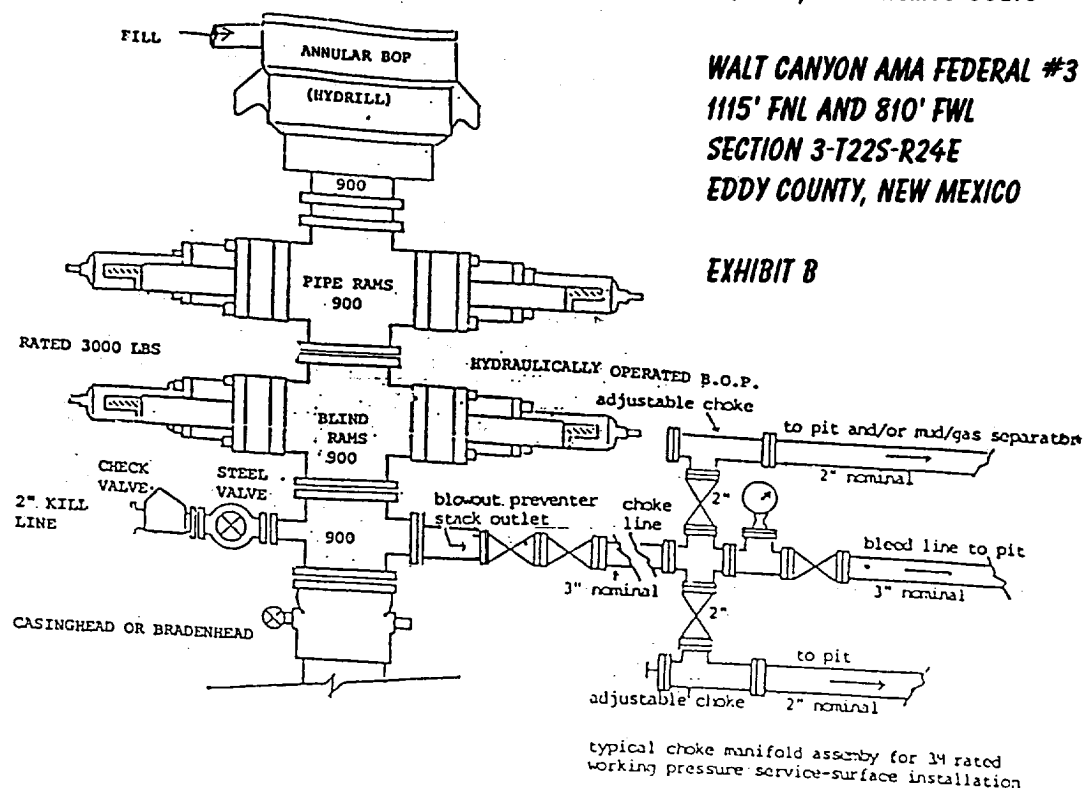 WALT CANYON AMA FEDERAL #3
1115' FNL AND 810' FWL
SECTION 3-T22S-R24E
EDDY COUNTY, NEW MEXICO
EXHIBIT B
FILL
ANNULAR BOP
(HYDRILL)
900
PIPE RAMS
900
RATED 3000 LBS
HYDRAULICALLY OPERATED B.O.P.
adjustable choke
to pit and/or mud/gas separator
2" nominal
BLIND
RAMS
900
CHECK
VALVE
STEEL
VALVE
2" KILL
LINE
blowout preventer
stack outlet
choke
line
2"
900
bleed line to pit
3" nominal
3" nominal
2"
CASINGHEAD OR BRADENHEAD
to pit
adjustable choke
2" nominal
typical choke manifold assemby for 3M rated
working pressure service-surface installation